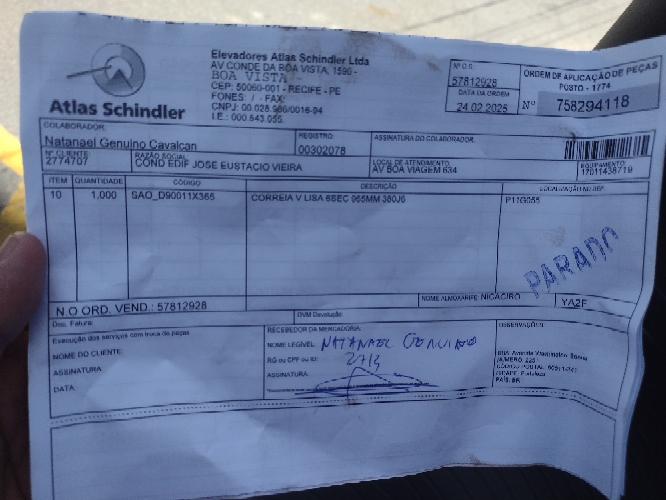 Atlas Schindler
Elevadores Atlas Schindler Ltda
AV CONDE DA BOA VISTA, 1590 -
BOA VISTA -
CEP: 50060-001 - RECIFE - PE
FONES: / - FAX:
CNPJ: 00.028.986/0016-94
I.E.: 000.543.055.
57812928
DATA DA ORDEM
24.02.2025
ORDEM DE APLICAÇÃO DE PEÇAS
POSTO - 1774
Nº 758294118
COLABORADOR
Natanael Genuino Cavalcan
REGISTRO
00302078
ASSINATURA DO COLABORADOR
Nº CLIENTE
2774707
RAZÃO SOCIAL
COND EDIF JOSE EUSTACIO VIEIRA
LOCAL DE ATENDIMENTO
AV BOA VIAGEM 634
EQUIPAMENTO
ITEM QUANTIDADE CÓDIGO DESCRIÇÃO
10 1,000 SAO_D90011X365 CORREIA V LISA 6SEC 965MM 380J6 P11G055
PARADO
N.O ORD. VEND.: 57812928
NOME ALMOXARIFE: NIGACIRO
YA2F
Doc. Fatura:
DVM Devolução:
Execução dos serviços com troca de peças
NOME DO CLIENTE:
ASSINATURA
DATA
RECEBEDOR DA MERCADORIA:
NOME LEGÍVEL: NATANAEL GENUINO
RG ou CPF ou ID:
ASSINATURA:
OBSERVAÇÕES:
PAÍS: BR